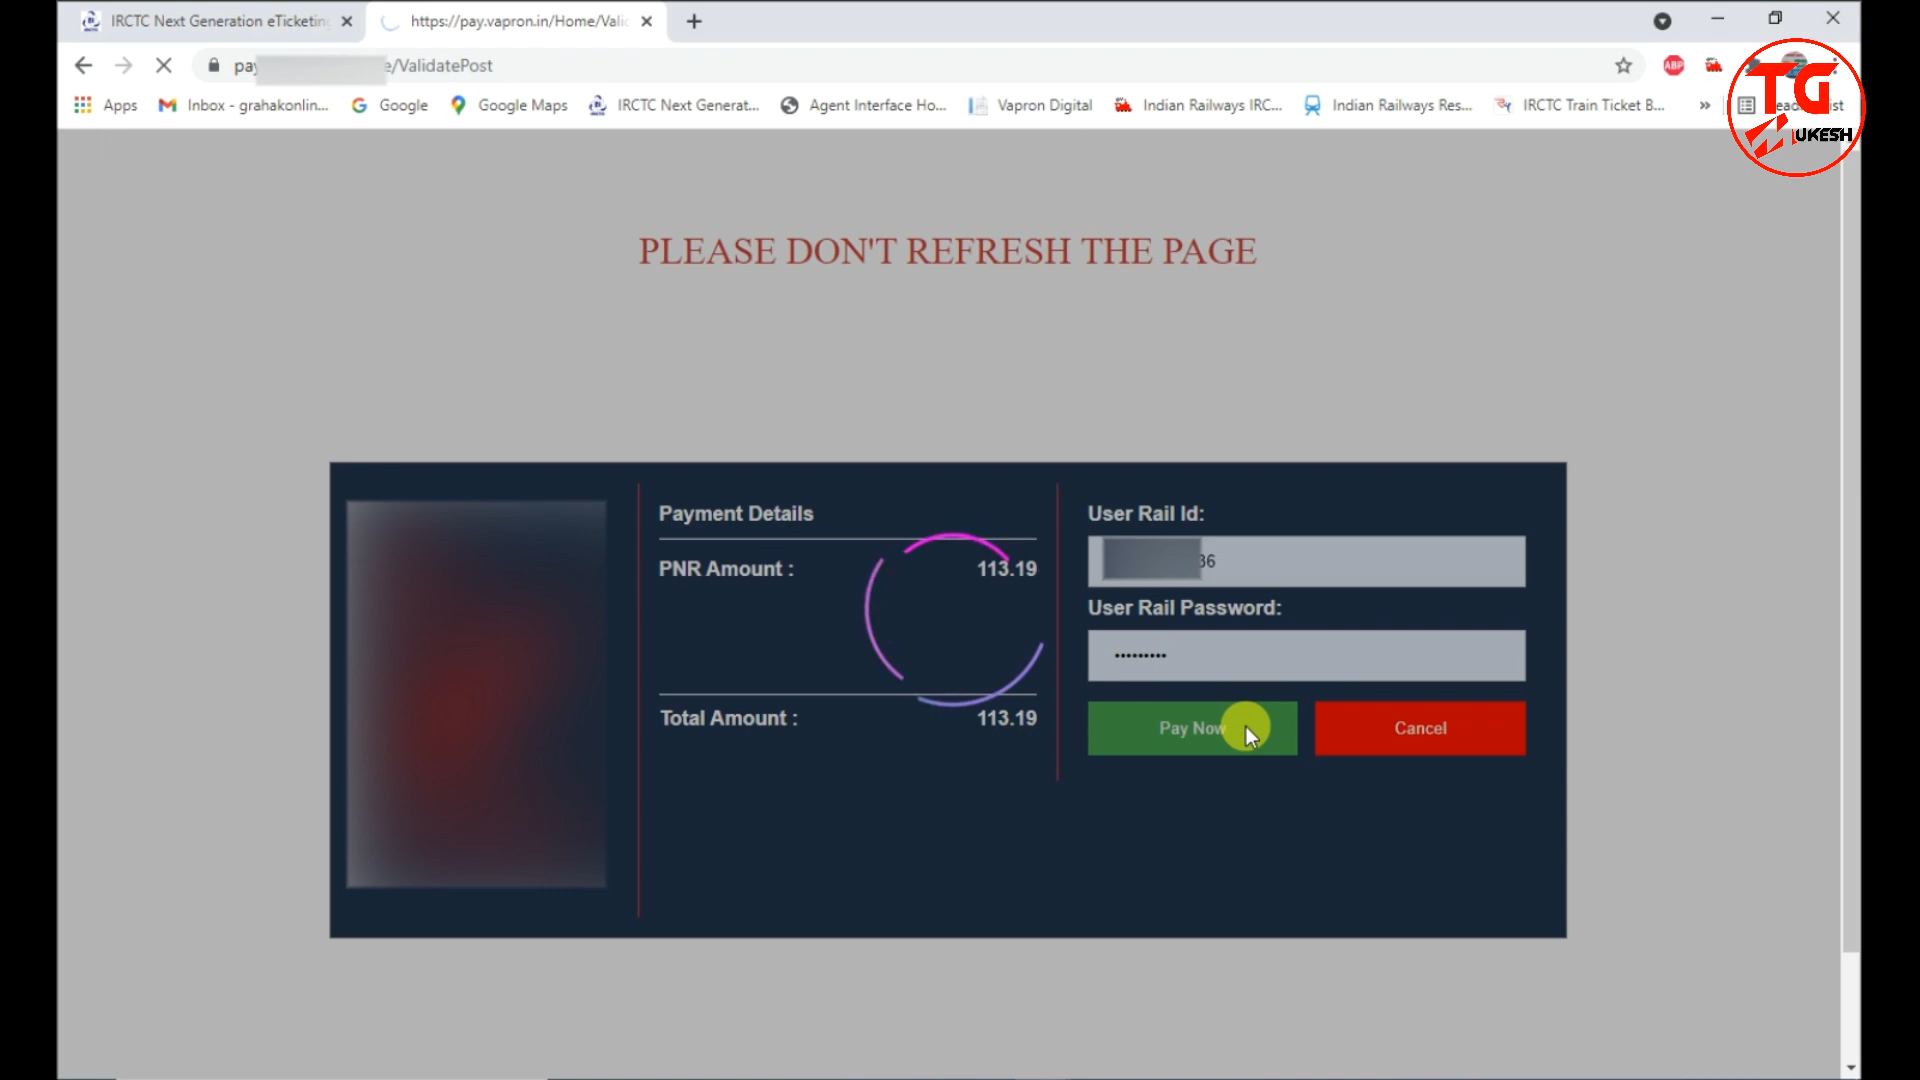 IRCTC Next Generation eTicketing
https://pay.vapron.in/Home/Vali
pay e/ValidatePost
ABP
Apps
Inbox - grahakonlin...
Google
Google Maps
IRCTC Next Generat...
Agent Interface Ho...
Vapron Digital
Indian Railways IRC...
Indian Railways Res...
IRCTC Train Ticket B...
»
TG
UKESH
PLEASE DON'T REFRESH THE PAGE
Payment Details
PNR Amount : 113.19
Total Amount : 113.19
User Rail Id:
36
User Rail Password:
•••••••••
Pay Now
Cancel